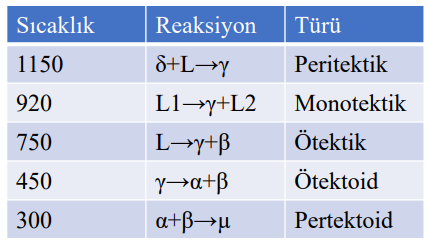 Sıcaklık Reaksiyon Türü
1150 δ+L→γ Peritektik
920 L1→γ+L2 Monotektik
750 L→γ+β Ötektik
450 γ→α+β Ötektoid
300 α+β→μ Pertektoid